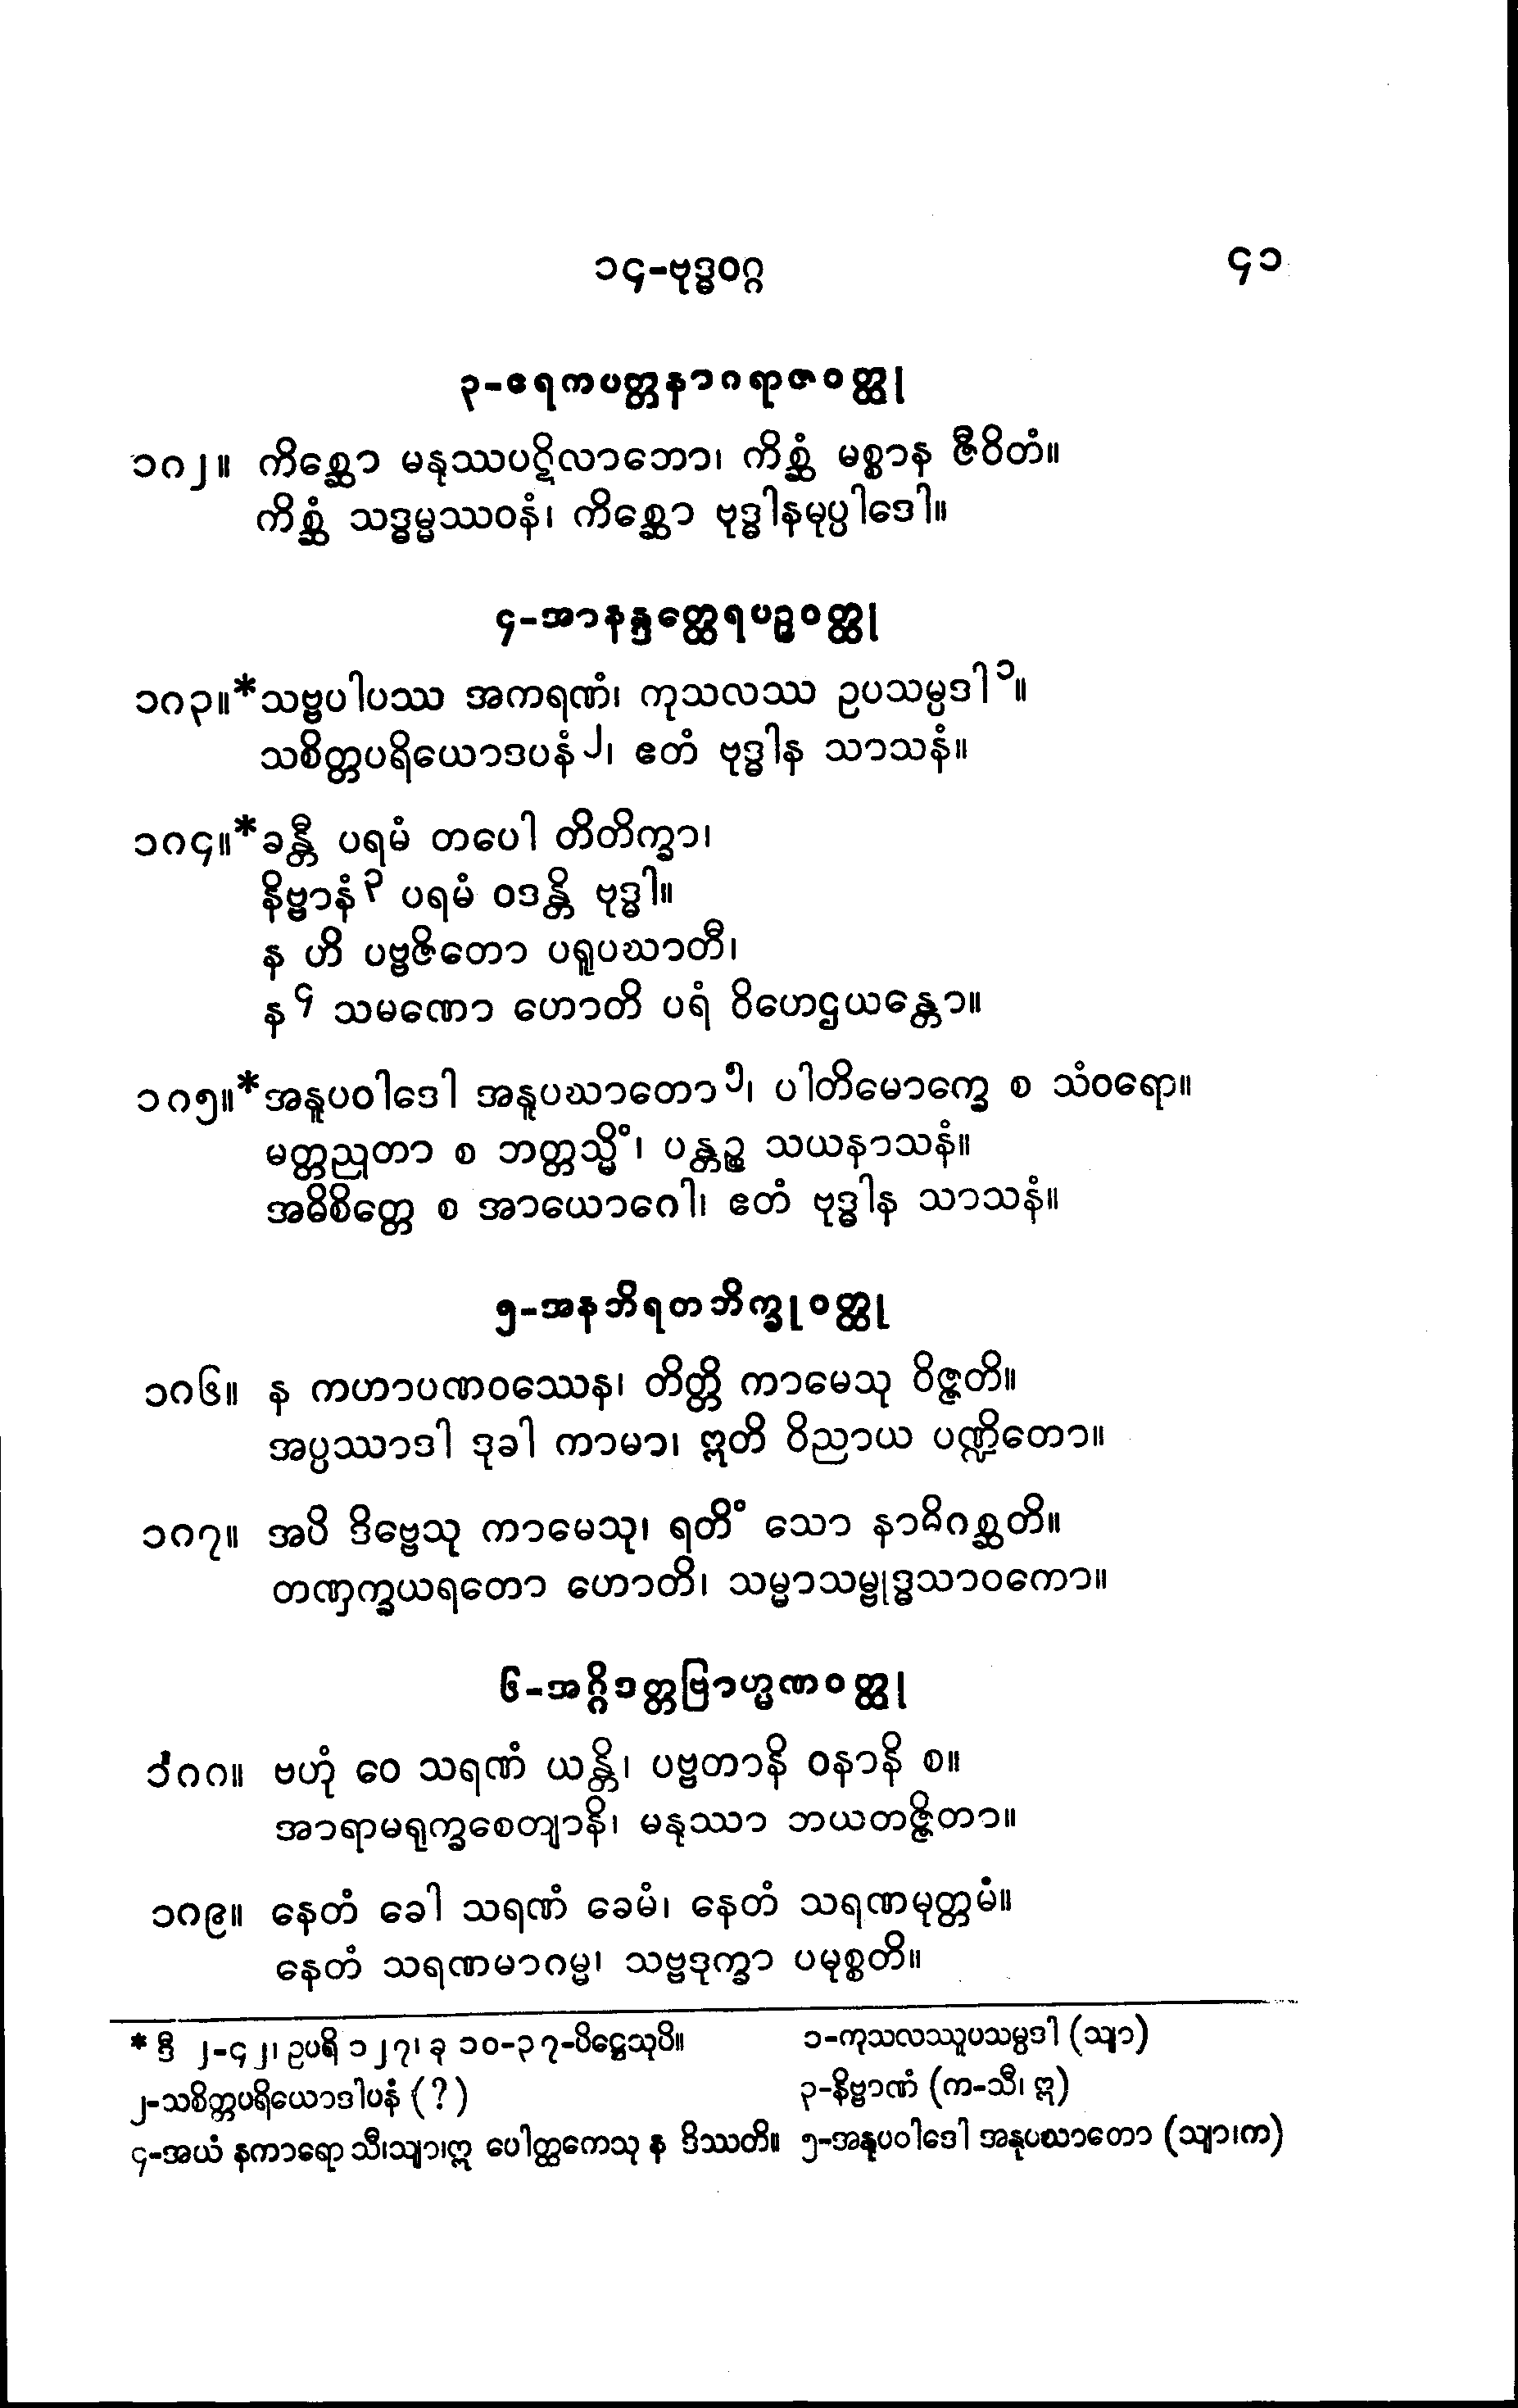 ၁၄-ဗုဒ္ဓဝဂ္ဂ ၄၁
၃-ဧရကပတ္တနာဂရာဇဝတ္ထု
၁၈၂။ ကိစ္ဆော မနုဿပဋိလာဘော၊ ကိစ္ဆံ မစ္စာန ဇီဝိတံ။
ကိစ္ဆံ သဒ္ဓမ္မဿဝနံ၊ ကိစ္ဆော ဗုဒ္ဓါနမုပ္ပါဒေါ။
၄-အာနန္ဒတ္ထေရပဥှဝတ္ထု
၁၈၃။*သဗ္ဗပါပဿ အကရဏံ၊ ကုသလဿ ဥပသမ္ပဒါ ၁။
သစိတ္တပရိယောဒပနံ ၂၊ ဧတံ ဗုဒ္ဓါန သာသနံ။
၁၈၄။*ခန္တီ ပရမံ တပေါ တိတိက္ခာ၊
နိဗ္ဗာနံ ၃ ပရမံ ဝဒန္တိ ဗုဒ္ဓါ။
န ဟိ ပဗ္ဗဇိတော ပရူပဃာတီ၊
န ၄ သမဏော ဟောတိ ပရံ ဝိဟေဌယန္တော။
၁၈၅။*အနူပဝါဒေါ အနူပဃာတော ၅၊ ပါတိမောက္ခေ စ သံဝရော။
မတ္တညုတာ စ ဘတ္တသ္မိံ၊ ပန္တဉ္စ သယနာသနံ။
အဓိစိတ္တေ စ အာယောဂေါ၊ ဧတံ ဗုဒ္ဓါန သာသနံ။
၅-အနဘိရတဘိက္ခုဝတ္ထု
၁၈၆။ န ကဟာပဏဝဿေန၊ တိတ္တိ ကာမေသု ဝိဇ္ဇတိ။
အပ္ပဿာဒါ ဒုခါ ကာမာ၊ ဣတိ ဝိညာယ ပဏ္ဍိတော။
၁၈၇။ အပိ ဒိဗ္ဗေသု ကာမေသု၊ ရတိံ သော နာဓိဂစ္ဆတိ။
တဏှက္ခယရတော ဟောတိ၊ သမ္မာသမ္ဗုဒ္ဓသာဝကော။
၆-အဂ္ဂိဒတ္တဗြာဟ္မဏဝတ္ထု
၁၈၈။ ဗဟုံ ဝေ သရဏံ ယန္တိ၊ ပဗ္ဗတာနိ ဝနာနိ စ။
အာရာမရုက္ခစေတျာနိ၊ မနုဿာ ဘယတဇ္ဇိတာ။
၁၈၉။ နေတံ ခေါ သရဏံ ခေမံ၊ နေတံ သရဏမုတ္တမံ။
နေတံ သရဏမာဂမ္မ၊ သဗ္ဗဒုက္ခာ ပမုစ္စတိ။
* ဒီ ၂-၄၂၊ ဥပရိ ၁၂၇၊ ခု ၁၀-၃၇-ပိဋ္ဌေသုပိ။ ၁-ကုသလဿူပသမ္ပဒါ (သျာ)
၂-သစိတ္တပရိယောဒါပနံ (?) ၃-နိဗ္ဗာဏံ (က-သီ၊ ဣ)
၄-အယံ နကာရော သီ၊သျာ၊ဣ ပေါတ္ထကေသု န ဒိဿတိ။ ၅-အနုပဝါဒေါ အနုပဃာတော (သျာ၊က)